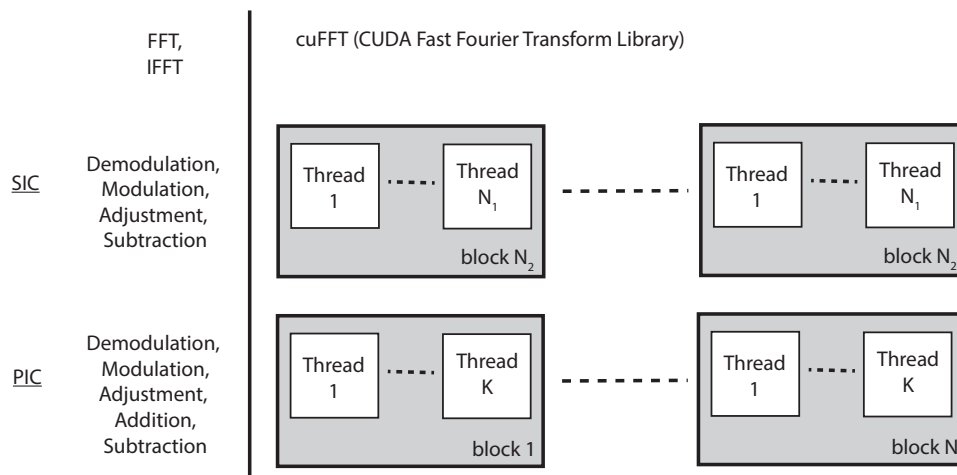 FFT,
IFFT
cuFFT (CUDA Fast Fourier Transform Library)
SIC
Demodulation,
Modulation,
Adjustment,
Subtraction
Thread
1
Thread
N₁
block N₂
Thread
1
Thread
N₁
block N₂
PIC
Demodulation,
Modulation,
Adjustment,
Addition,
Subtraction
Thread
1
Thread
K
block 1
Thread
1
Thread
K
block N